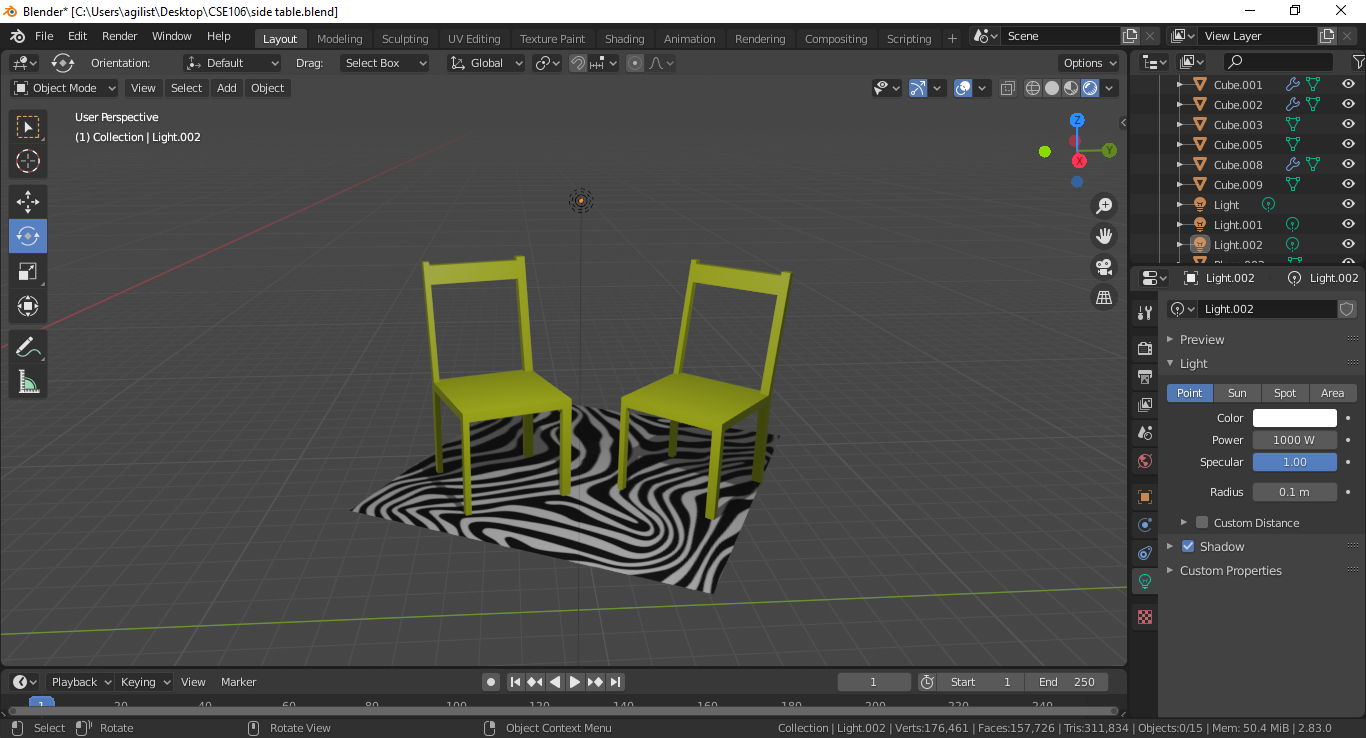 Blender* [C:\Users\agilist\Desktop\CSE106\side table.blend]
File Edit Render Window Help Layout Modeling Sculpting UV Editing Texture Paint Shading Animation Rendering Compositing Scripting + Scene View Layer
Orientation: Default Drag: Select Box Global Options
Object Mode View Select Add Object
User Perspective
(1) Collection | Light.002
Z
Y
X
Cube.001
Cube.002
Cube.003
Cube.005
Cube.008
Cube.009
Light
Light.001
Light.002
Light.002 Light.002
Light.002
Preview
Light
Point Sun Spot Area
Color
Power 1000 W
Specular 1.00
Radius 0.1 m
Custom Distance
Shadow
Custom Properties
Playback Keying View Marker 1 Start 1 End 250
1 20 40 60 80 100 120 140 160 180 200 220 240
Select Rotate Rotate View Object Context Menu Collection | Light.002 | Verts:176,461 | Faces:157,726 | Tris:311,834 | Objects:0/15 | Mem: 50.4 MiB | 2.83.0